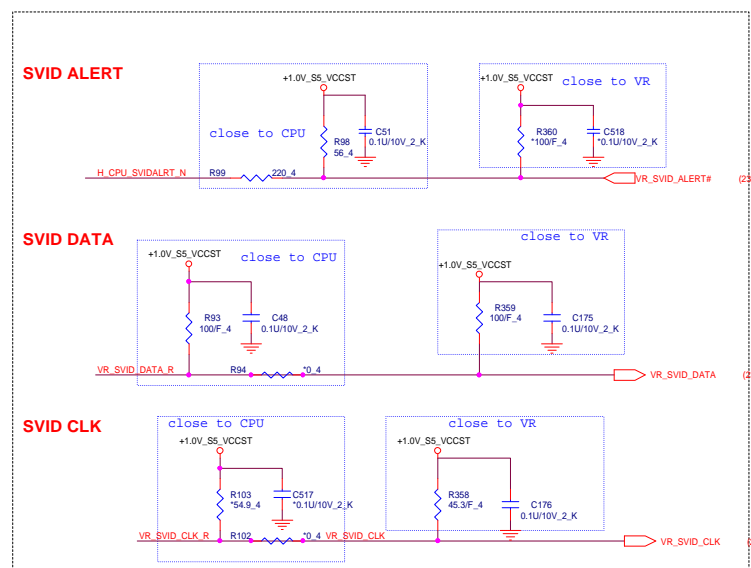 SVID ALERT
+1.0V_S5_VCCST
+1.0V_S5_VCCST
close to VR
close to CPU
R98
56_4
C51
0.1U/10V_2_K
R360
*100/F_4
C518
*0.1U/10V_2_K
H_CPU_SVIDALRT_N
R99
220_4
VR_SVID_ALERT#
(23
SVID DATA
close to VR
+1.0V_S5_VCCST
close to CPU
+1.0V_S5_VCCST
R93
100/F_4
C48
0.1U/10V_2_K
R359
100/F_4
C175
0.1U/10V_2_K
VR_SVID_DATA_R
R94
*0_4
VR_SVID_DATA
(2
SVID CLK
close to CPU
close to VR
+1.0V_S5_VCCST
+1.0V_S5_VCCST
R103
*54.9_4
C517
*0.1U/10V_2_K
R358
45.3/F_4
C176
0.1U/10V_2_K
VR_SVID_CLK_R
R102
*0_4
VR_SVID_CLK
VR_SVID_CLK